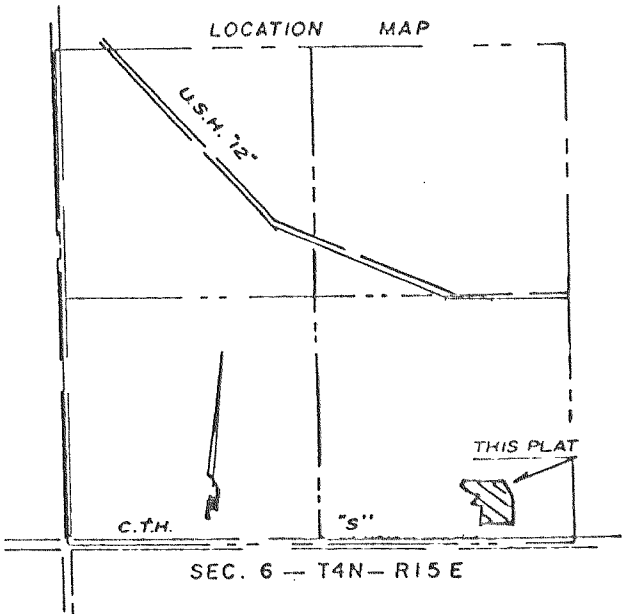 LOCATION MAP
U.S.H. "12"
THIS PLAT
C.T.H. "S"
SEC. 6 — T4N — R15E